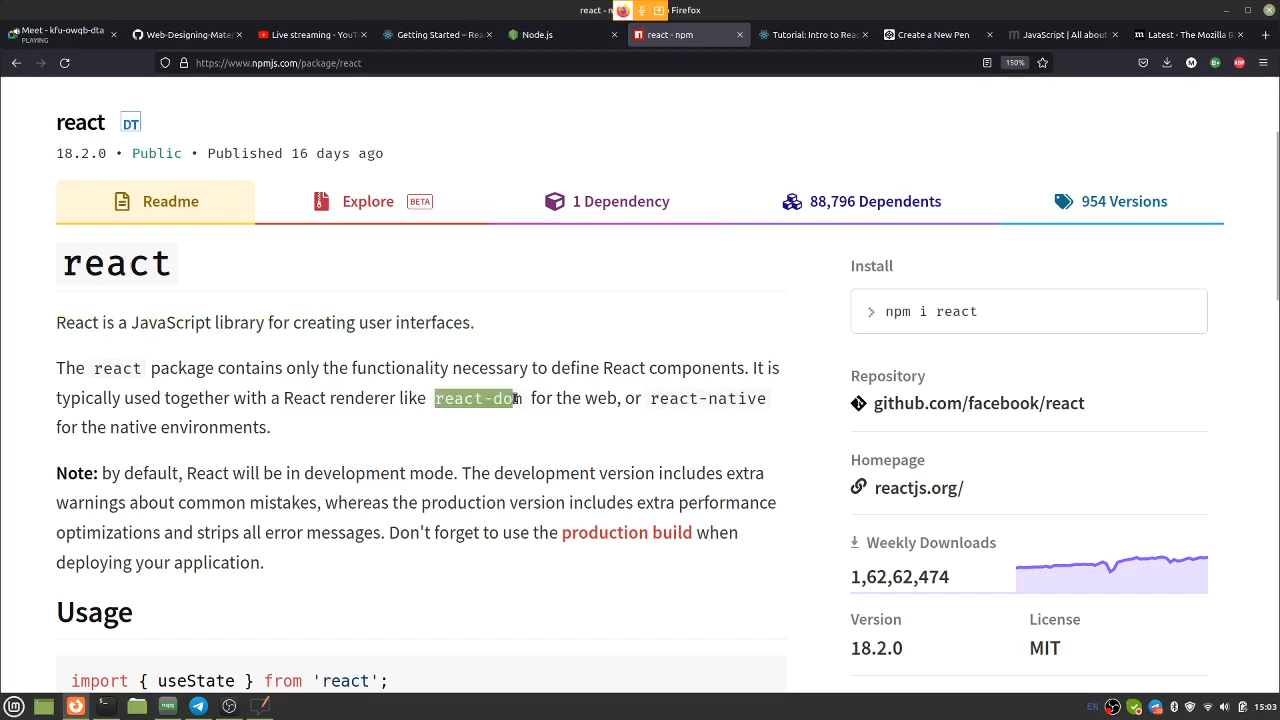 react - n
Firefox
Meet - kfu-owqb-dta
PLAYING
Web-Designing-Mater
Live streaming - YouT
Getting Started – Reac
Node.js
react - npm
Tutorial: Intro to Reac
Create a New Pen
JavaScript | All about
Latest - The Medium B
https://www.npmjs.com/package/react
150%
react DT
18.2.0 • Public • Published 16 days ago
Readme
Explore BETA
1 Dependency
88,796 Dependents
954 Versions
react
React is a JavaScript library for creating user interfaces.
The react package contains only the functionality necessary to define React components. It is
typically used together with a React renderer like react-dom for the web, or react-native
for the native environments.
Note: by default, React will be in development mode. The development version includes extra
warnings about common mistakes, whereas the production version includes extra performance
optimizations and strips all error messages. Don't forget to use the production build when
deploying your application.
Usage
import { useState } from 'react';
Install
npm i react
Repository
github.com/facebook/react
Homepage
reactjs.org/
Weekly Downloads
1,62,62,474
Version
License
18.2.0
MIT
EN
15:03